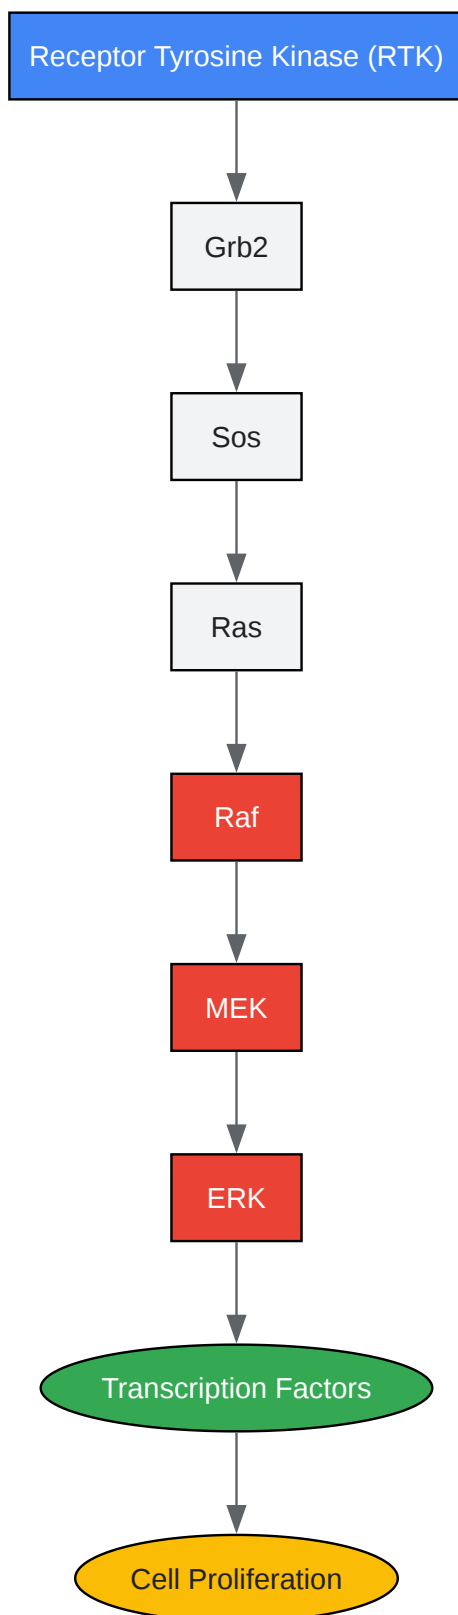 Receptor Tyrosine Kinase (RTK)
Grb2
Sos
Ras
Raf
MEK
ERK
Transcription Factors
Cell Proliferation